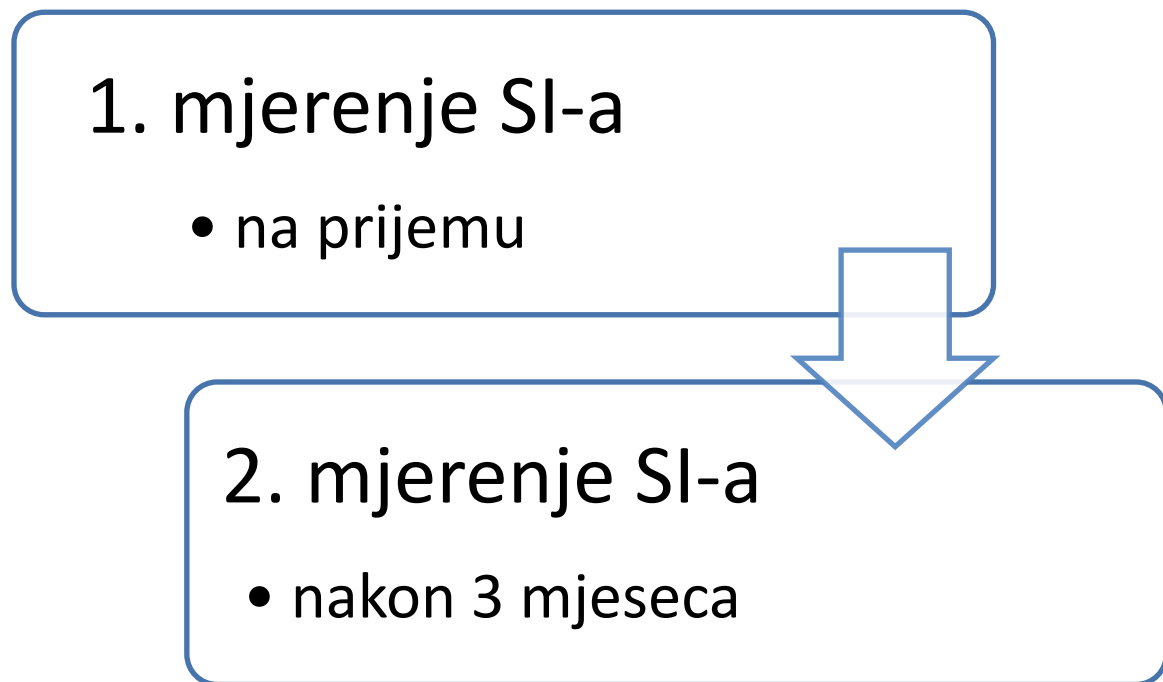 1. mjerenje SI-a
• na prijemu
2. mjerenje SI-a
• nakon 3 mjeseca